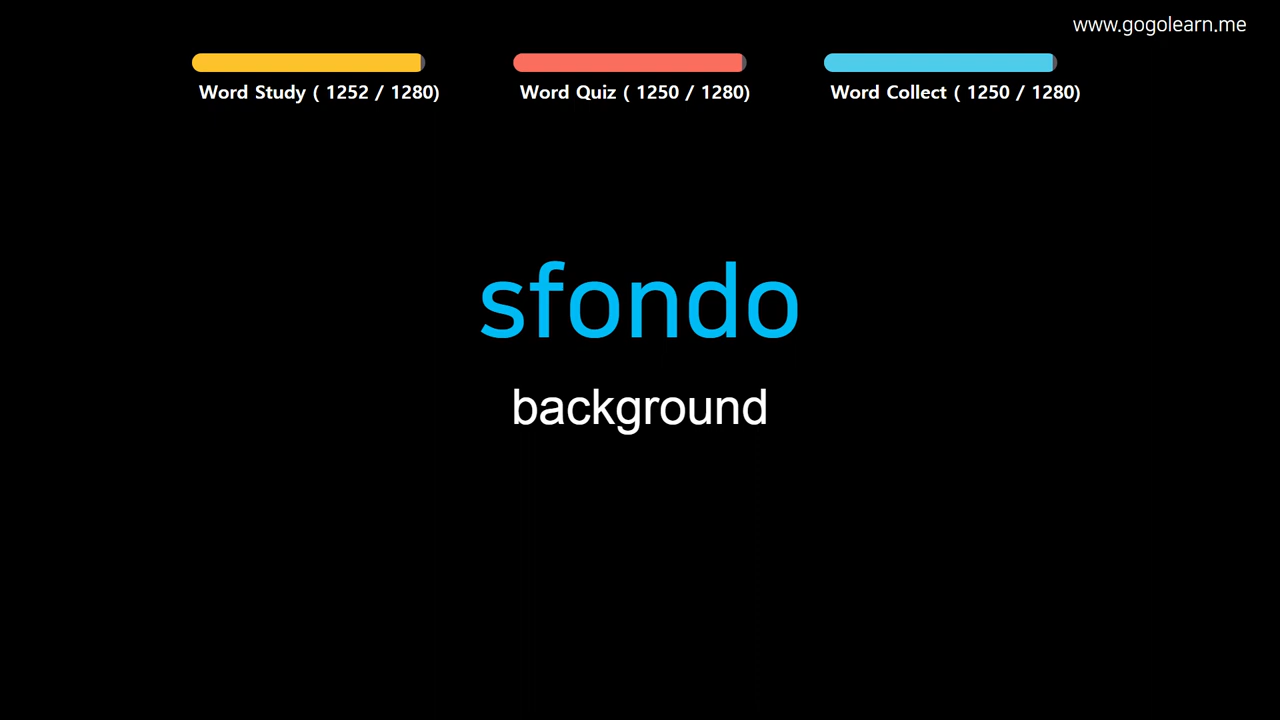 www.gogolearn.me
Word Study ( 1252 / 1280)
Word Quiz ( 1250 / 1280)
Word Collect ( 1250 / 1280)
sfondo
background